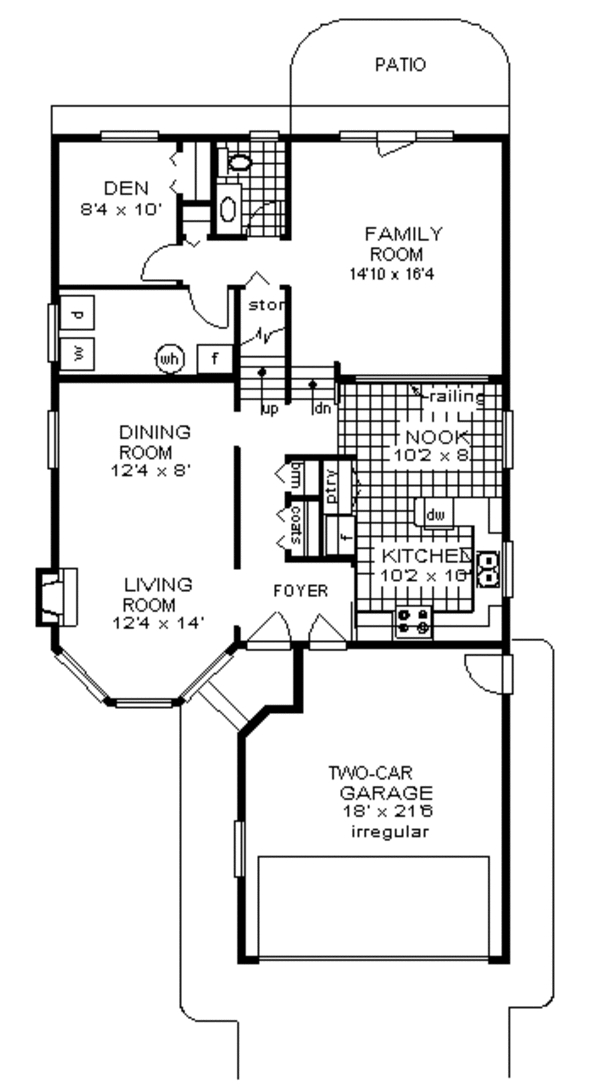 PATIO
DEN
8'4 x 10'
FAMILY
ROOM
14'10 x 16'4
stor
d
w
wh
f
up
dn
railing
DINING
ROOM
12'4 x 8'
NOOK
10'2 x 8
brm
ptry
coats
dw
f
KITCHEN
10'2 x 10'
LIVING
ROOM
12'4 x 14'
FOYER
TWO-CAR
GARAGE
18' x 21'6
irregular